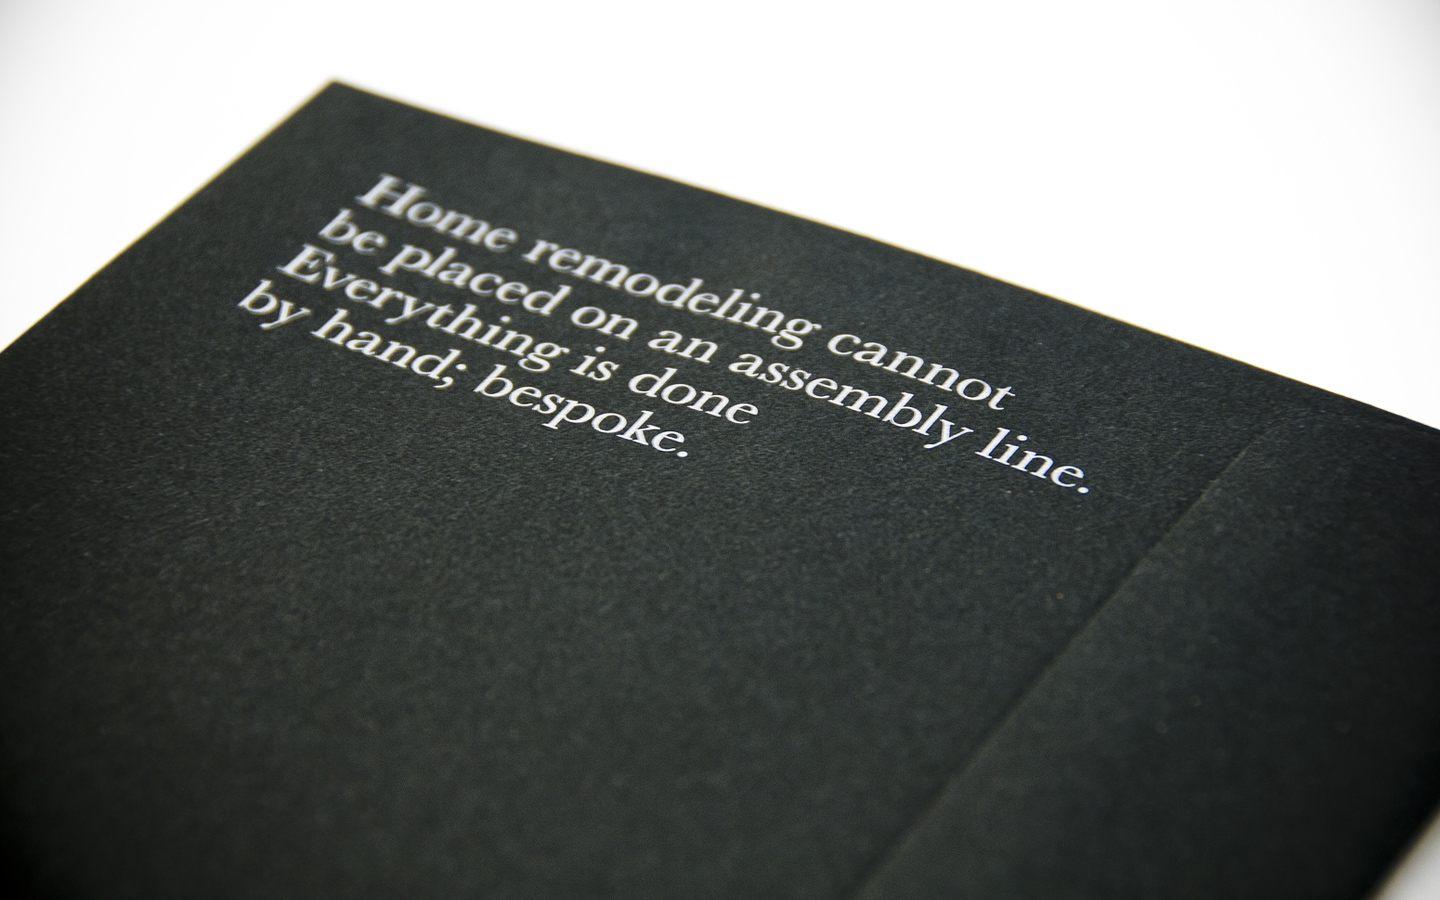 Home remodeling cannot
be placed on an assembly line.
Everything is done
by hand; bespoke.